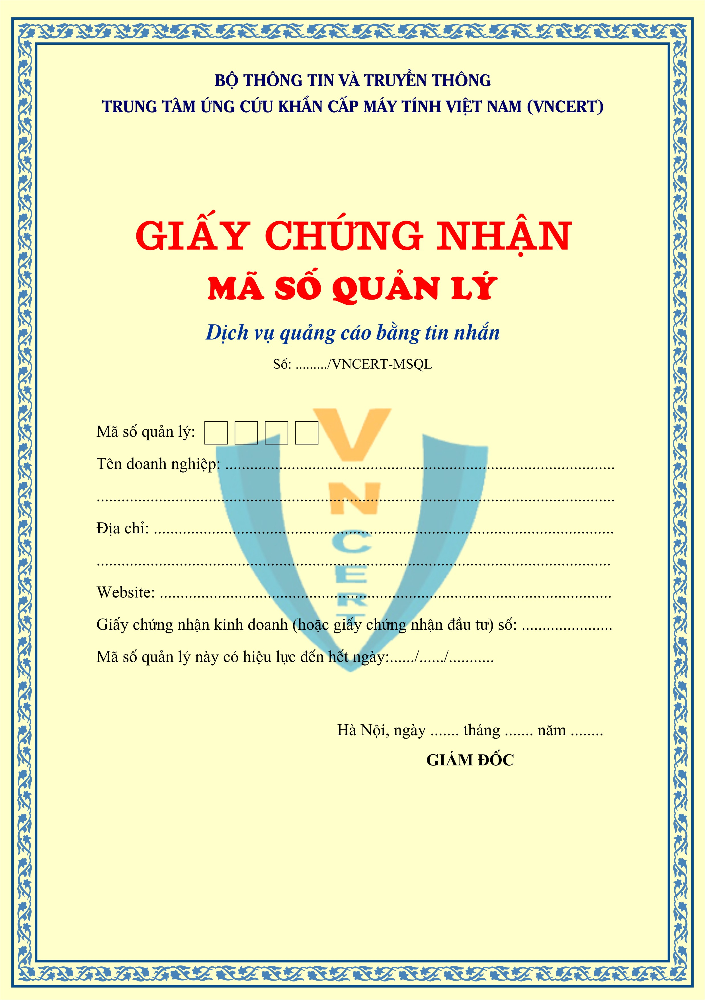 BỘ THÔNG TIN VÀ TRUYỀN THÔNG
TRUNG TÂM ỨNG CỨU KHẨN CẤP MÁY TÍNH VIỆT NAM (VNCERT)
GIẤY CHỨNG NHẬN
MÃ SỐ QUẢN LÝ
Dịch vụ quảng cáo bằng tin nhắn
Số: ........./VNCERT-MSQL
Mã số quản lý:
Tên doanh nghiệp: ..............................................................................................
.............................................................................................................................
Địa chỉ: ...............................................................................................................
............................................................................................................................
Website: .............................................................................................................
Giấy chứng nhận kinh doanh (hoặc giấy chứng nhận đầu tư) số: ......................
Mã số quản lý này có hiệu lực đến hết ngày:....../....../...........
Hà Nội, ngày ....... tháng ....... năm ........
GIÁM ĐỐC
V
N
C
E
R
T